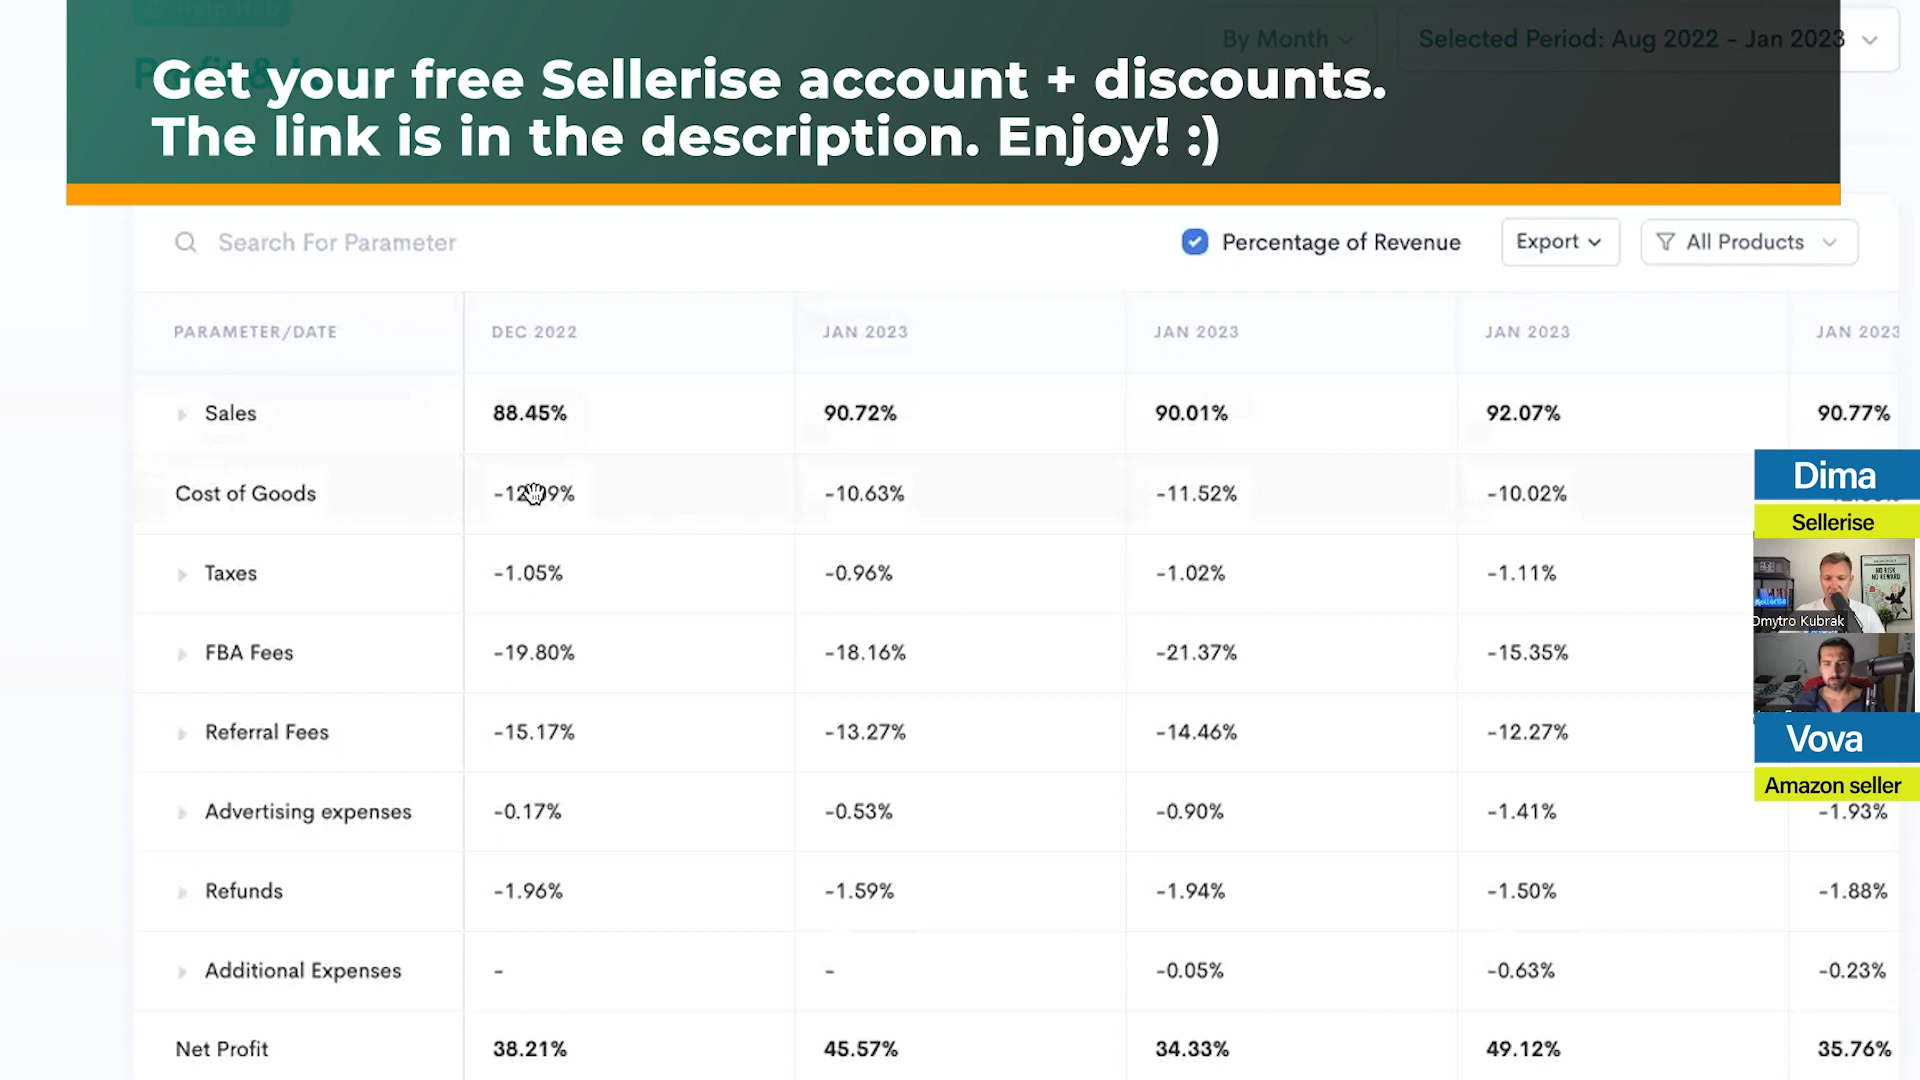 Help Hub
By Month
Selected Period: Aug 2022 - Jan 2023
Get your free Sellerise account + discounts.
The link is in the description. Enjoy! :)
Search For Parameter
Percentage of Revenue
Export
All Products
PARAMETER/DATE DEC 2022 JAN 2023 JAN 2023 JAN 2023 JAN 2023
Sales 88.45% 90.72% 90.01% 92.07% 90.77%
Cost of Goods -10.63% -11.52% -10.02%
Taxes -1.05% -0.96% -1.02% -1.11%
FBA Fees -19.80% -18.16% -21.37% -15.35%
Referral Fees -15.17% -13.27% -14.46% -12.27%
Advertising expenses -0.17% -0.53% -0.90% -1.41% -1.93%
Refunds -1.96% -1.59% -1.94% -1.50% -1.88%
Additional Expenses - - -0.05% -0.63% -0.23%
Net Profit 38.21% 45.57% 34.33% 49.12% 35.76%
Dima
Sellerise
NO RISK
NO REWARD
Dmytro Kubrak
Vova
Amazon seller